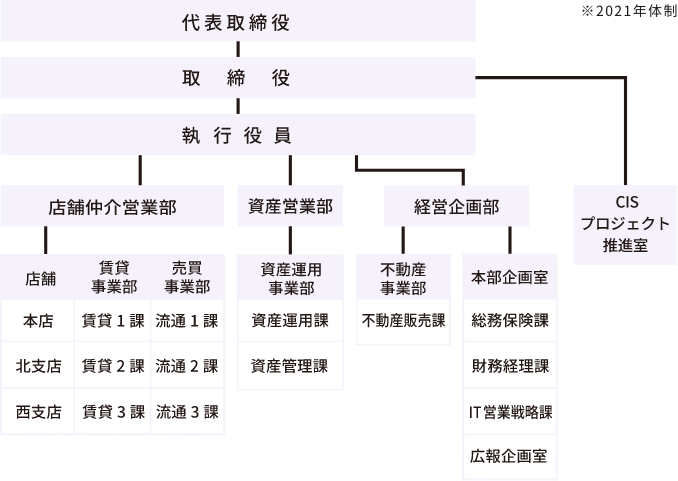 ※2021年体制
代表取締役
取締役
執行役員
店舗仲介営業部
資産営業部
経営企画部
CIS
プロジェクト
推進室
店舗
賃貸
事業部
売買
事業部
資産運用
事業部
不動産
事業部
本部企画室
本店
賃貸1課
流通1課
資産運用課
不動産販売課
総務保険課
北支店
賃貸2課
流通2課
資産管理課
財務経理課
西支店
賃貸3課
流通3課
IT営業戦略課
広報企画室